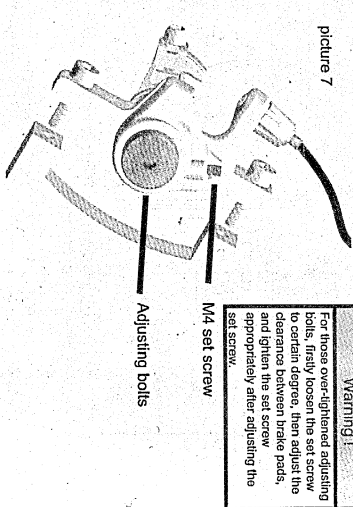 picture 7
Warning !
For those over-tightened adjusting
bolts, firstly loosen the set screw
to certain degree, then adjust the
clearance between brake pads,
and ighten the set screw
appropriately after adjusting the
set screw.
M4 set screw
Adjusting bolts